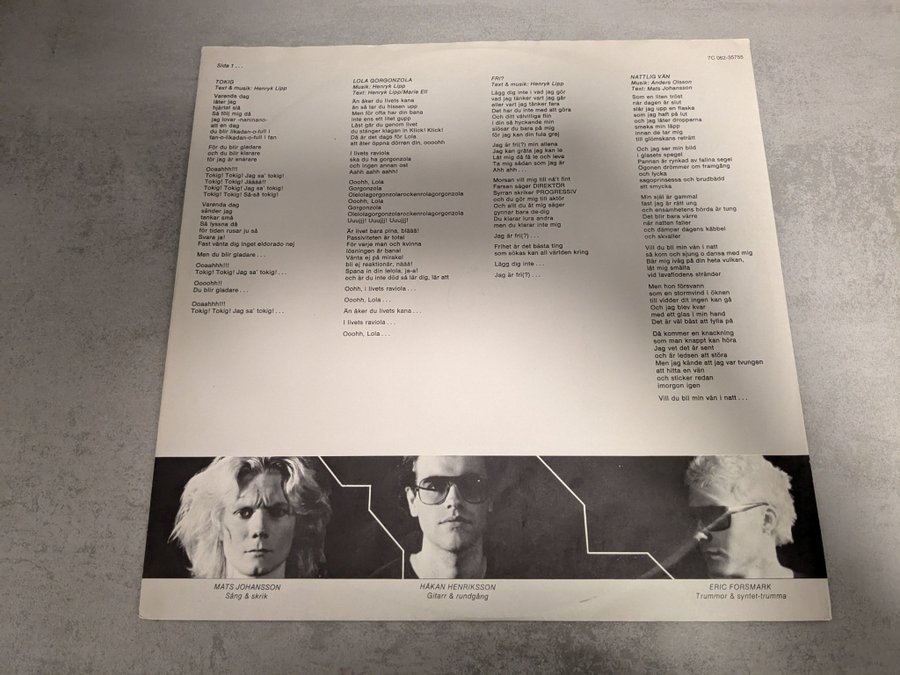 Sida 1 . . .
7C 062-35755
TOKIG
Text & musik: Henryk Lipp
Varenda dag
låter jag
hjärtat slå
Så följ mig då
jag lovar -naninano-
att en dag
du blir likadan-o-full i
tan-o-likadan-o-full i fan
För du blir gladare
och du blir klarare
för jag är enarare
Ooaahhh!!!
Tokig! Tokig! Jag sa' tokig!
Tokig! Tokig! Jääää!!
Tokig! Tokig! Jag sa' tokig!
Tokig! Tokig! Så-så tokig!
Varenda dag
sänder jag
tankar små
Så lyssna då
för tiden rusar ju så
Svara ja!
Fast vänta dig inget eldorado nej
Men du blir gladare . . .
Ooaahhh!!!
Tokig! Tokig! Jag sa' tokig! . . .
Oooohh!!
Du blir gladare . . .
Ooaahhh!!!
Tokig! Tokig! Jag sa' tokig . . .
LOLA GORGONZOLA
Musik: Henryk Lipp
Text: Henryk Lipp/Marie Ell
Än åker du livets kana
än så tar du hissen upp
Men för ofta tar din bana
inte ens ett litet gupp
Låst går du genom livet
du stänger klagan in Klick! Klick!
Då är det dags för Lola
att åter öppna dörren din, oooohh
I livets raviola
ska du ha gorgonzola
och ingen annan ost
Aahh aahh aahh!
Ooohh, Lola
Gorgonzola
Olelolagorgonzolarockenrolagorgonzola
Ooohh, Lola
Gorgonzola
Olelolagorgonzolarockenrolagorgonzola
Uuujj! Uuujj! Uuujj!
Är livet bara pina, bläää!
Passiviteten är total
För varje man och kvinna
lösningen är banal
Vänta ej på mirakel
bli ej reaktionär, näää!
Spana in din lelola, ja-a!
och är du inte död så lär dig, lär att
Oohh, i livets raviola . . .
Ooohh, Lola . . .
Än åker du livets kana . . .
I livets raviola . . .
Ooohh, Lola . . .
FRI?
Text & musik: Henryk Lipp
Lägg dig inte i vad jag gör
vad jag tänker vart jag går
eller vart jag tänker fara
Det har du inte med att göra
Och ditt välvilliga flin
i din så hycklande min
slösar du bara på mig
för jag kan din fula grej
Jag är fri? min allena
Jag kan gråta jag kan le
Låt mig då få le och leva
Ta mig sådan som jag är
Ahh ahh . . .
Morsan vill mig till nå't fint
Farsan säger DIREKTÖR
Syrran skriker PROGRESSIV
och du gör mig till aktör
Och allt du åt mig säger
gynnar bara de-dig
Du klarar lura andra
men du klarar inte mig
Jag är fri(?) . . .
Frihet är det bästa ting
som sökas kan all världen kring
Lägg dig inte . . .
Jag är fri(?) . . .
NATTLIG VÄN
Musik: Anders Olsson
Text: Mats Johansson
Som en liten tröst
när dagen är slut
slår jag upp en flaska
som jag haft på lut
och jag låter dropparna
smeka min läpp
innan de tar mig
till glömskans reträtt
Och jag ser min bild
i glasets spegel
Pannan är rynkad av fallna segel
Ögonen drömmer om framgång
och lycka
sagoprinsessa och brudbädd
att smycka
Min själ är gammal
fast jag är rätt ung
och ensamhetens börda är tung
Det blir bara värre
när natten faller
och dämpar dagens käbbel
och skvaller
Vill du bli min vän i natt
så kom och sjung o dansa med mig
Bär mig iväg på din heta vulkan,
låt mig smälta
vid lavaflodens stränder
Men hon försvann
som en stormvind i öknen
till vidder dit ingen kan gå
Och jag blev kvar
med ett glas i min hand
Det är väl bäst att fylla på
Då kommer en knackning
som man knappt kan höra
Jag vet det är sent
och är ledsen att störa
Men jag kände att jag var tvungen
att hitta en vän
och sticker redan
imorgon igen
Vill du bli min vän i natt . . .
MATS JOHANSSON
Sång & skrik
HÅKAN HENRIKSSON
Gitarr & rundgång
ERIC FORSMARK
Trummor & syntet-trumma